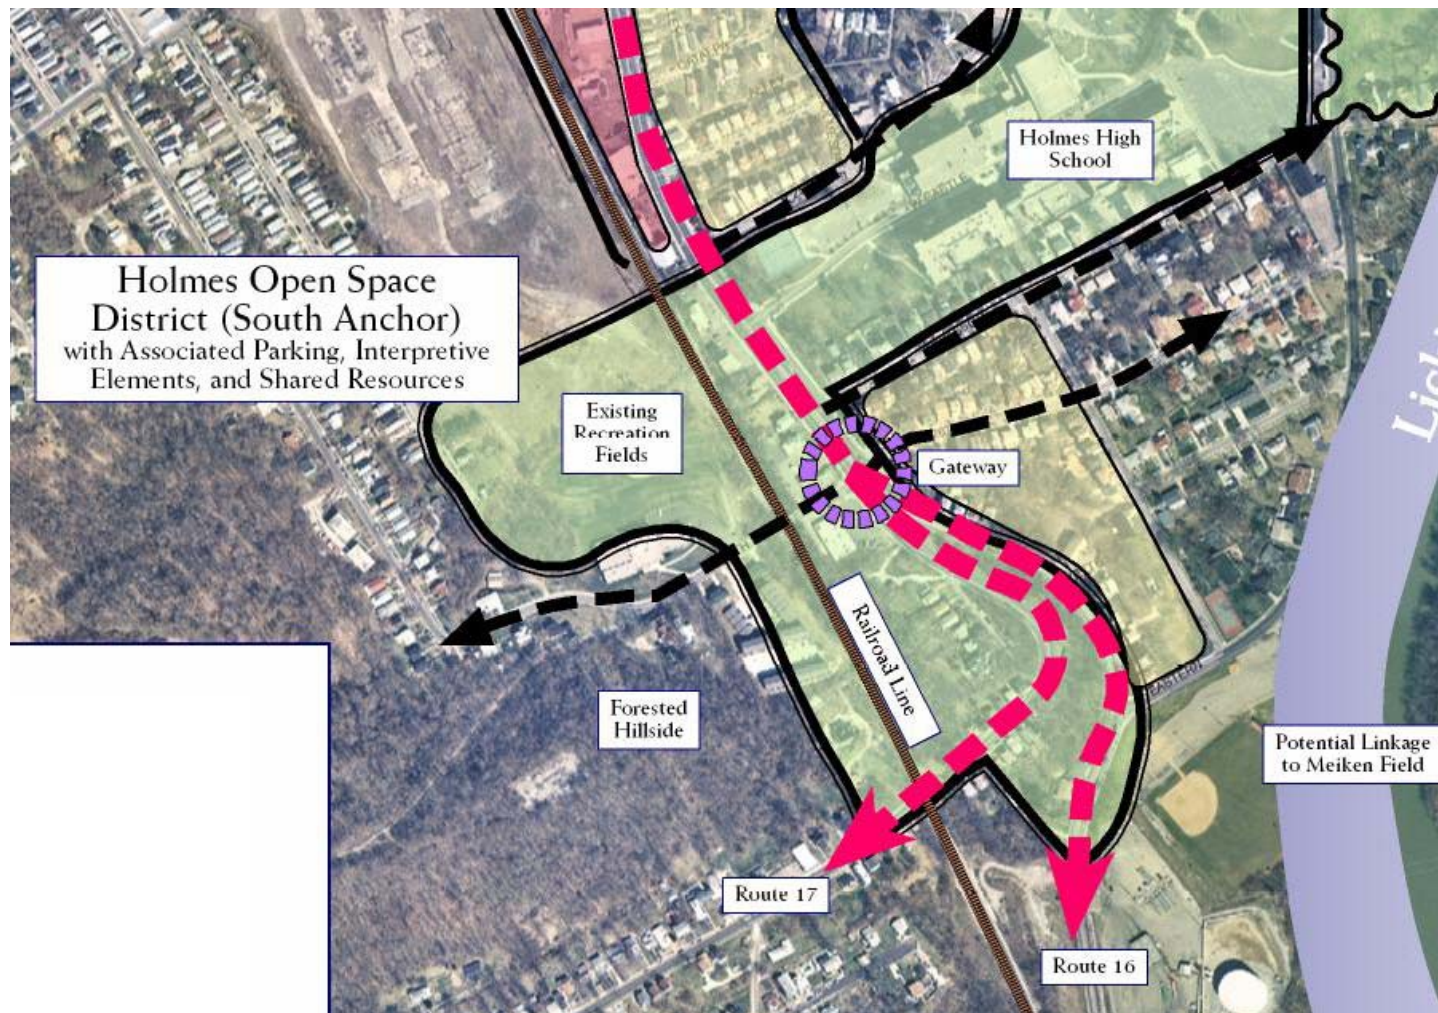 Holmes High
School
Holmes Open Space
District (South Anchor)
with Associated Parking, Interpretive
Elements, and Shared Resources
Existing
Recreation
Fields
Gateway
Railroad Line
EASTERN
Forested
Hillside
Potential Linkage
to Meiken Field
Route 17
Route 16